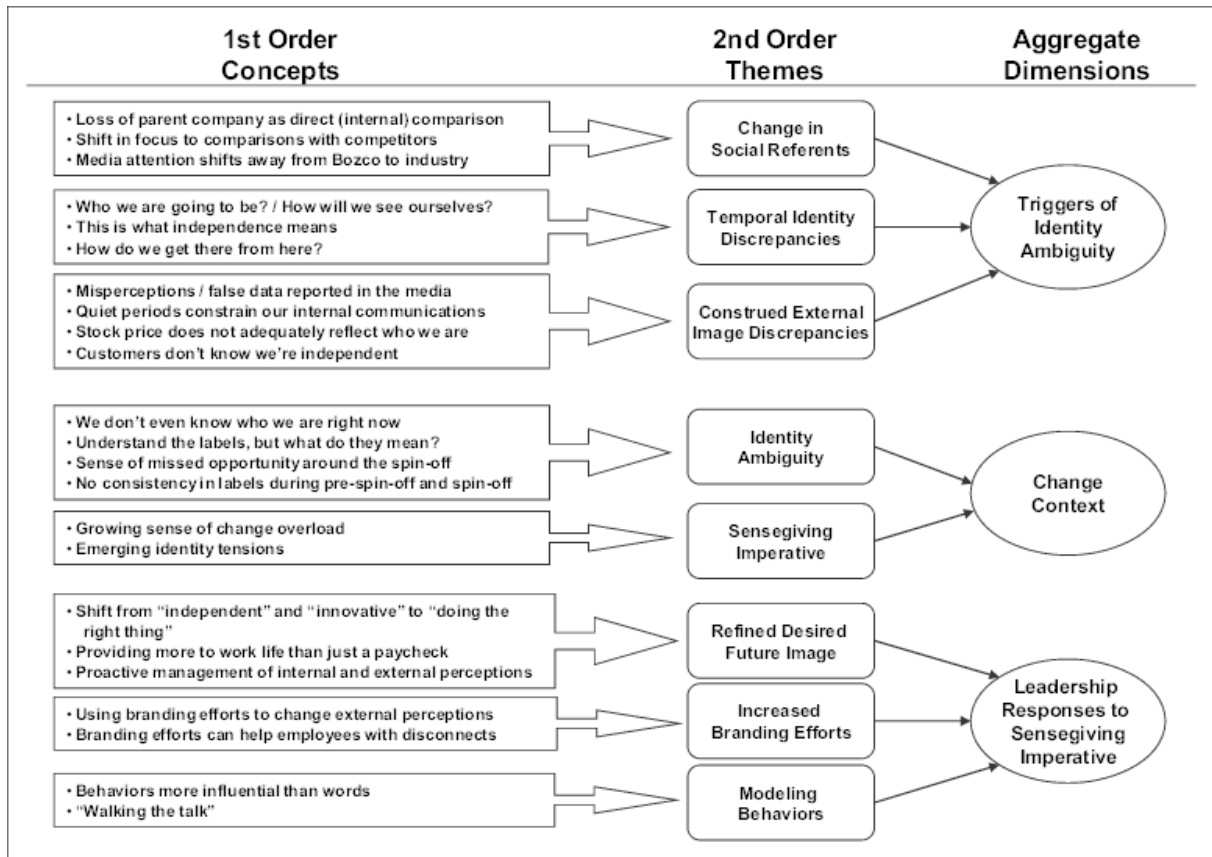 1st Order
Concepts
2nd Order
Themes
Aggregate
Dimensions
• Loss of parent company as direct (internal) comparison
• Shift in focus to comparisons with competitors
• Media attention shifts away from Bozco to industry
Change in
Social Referents
• Who we are going to be? / How will we see ourselves?
• This is what independence means
• How do we get there from here?
Temporal Identity
Discrepancies
• Misperceptions / false data reported in the media
• Quiet periods constrain our internal communications
• Stock price does not adequately reflect who we are
• Customers don't know we're independent
Construed External
Image Discrepancies
Triggers of
Identity
Ambiguity
• We don't even know who we are right now
• Understand the labels, but what do they mean?
• Sense of missed opportunity around the spin-off
• No consistency in labels during pre-spin-off and spin-off
Identity
Ambiguity
• Growing sense of change overload
• Emerging identity tensions
Sensegiving
Imperative
Change
Context
• Shift from “independent” and “innovative” to “doing the
right thing”
• Providing more to work life than just a paycheck
• Proactive management of internal and external perceptions
Refined Desired
Future Image
• Using branding efforts to change external perceptions
• Branding efforts can help employees with disconnects
Increased
Branding Efforts
• Behaviors more influential than words
• “Walking the talk”
Modeling
Behaviors
Leadership
Responses to
Sensegiving
Imperative